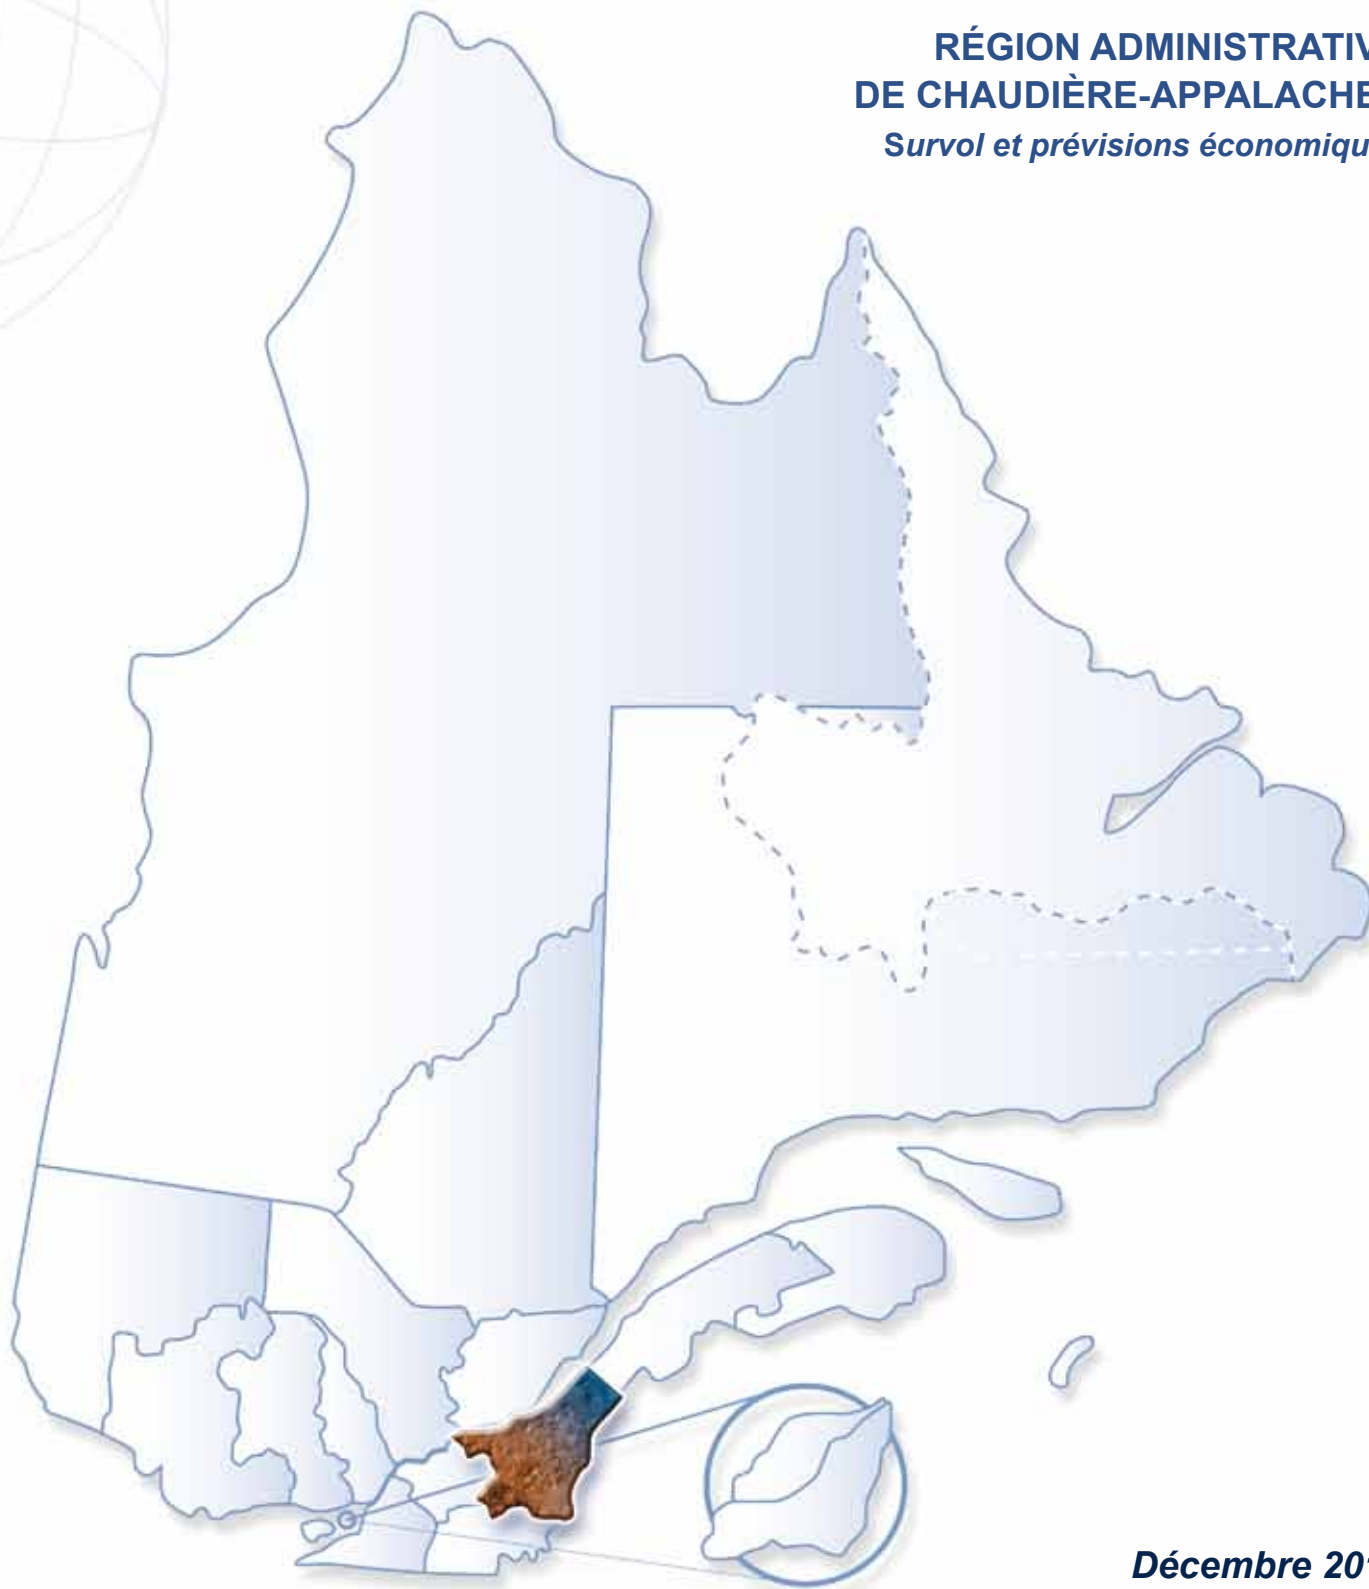 RÉGION ADMINISTRATIV
DE CHAUDIÈRE-APPALACHE
Survol et prévisions économiqu
Décembre 20